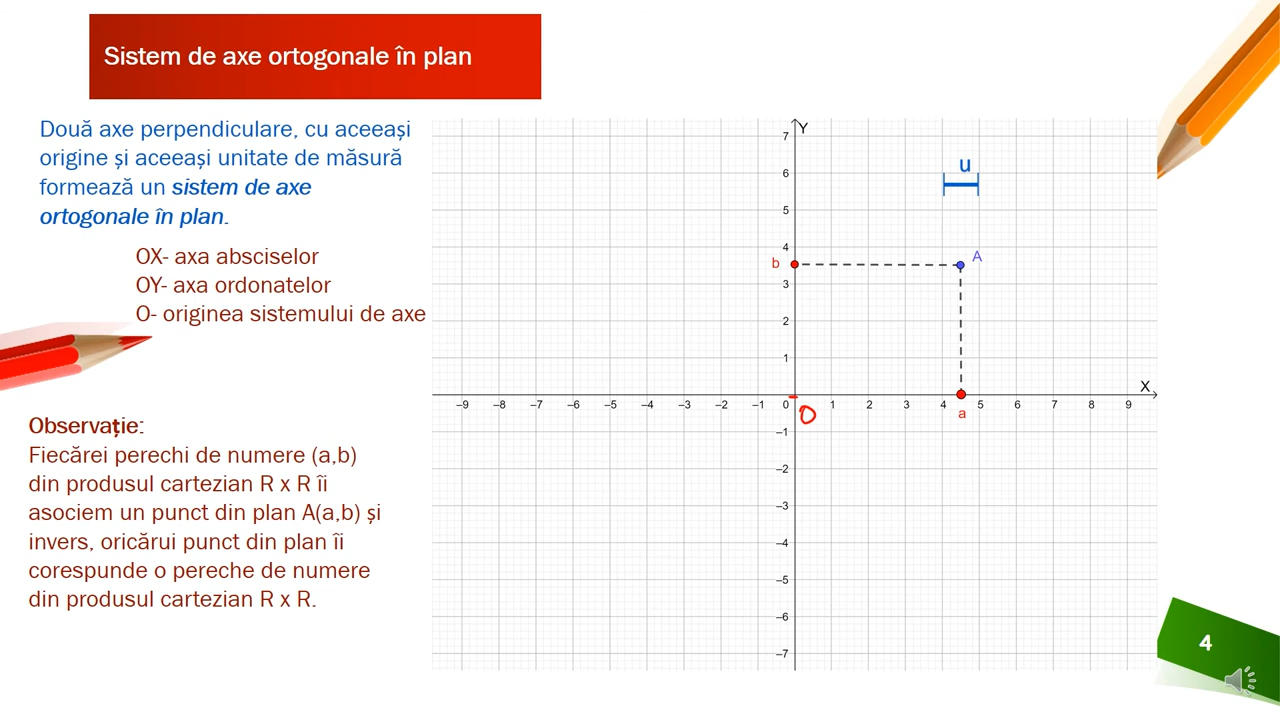 Sistem de axe ortogonale în plan
Două axe perpendiculare, cu aceeași
origine și aceeași unitate de măsură
formează un sistem de axe
ortogonale în plan.
OX- axa absciselor
OY- axa ordonatelor
O- originea sistemului de axe
Observație:
Fiecărei perechi de numere (a,b)
din produsul cartezian R x R îi
asociem un punct din plan A(a,b) și
invers, oricărui punct din plan îi
corespunde o pereche de numere
din produsul cartezian R x R.
Y
7
u
6
5
4
b
A
3
2
1
X
–9 –8 –7 –6 –5 –4 –3 –2 –1 0 1 2 3 4 5 6 7 8 9
O
a
–1
–2
–3
–4
–5
–6
–7
4